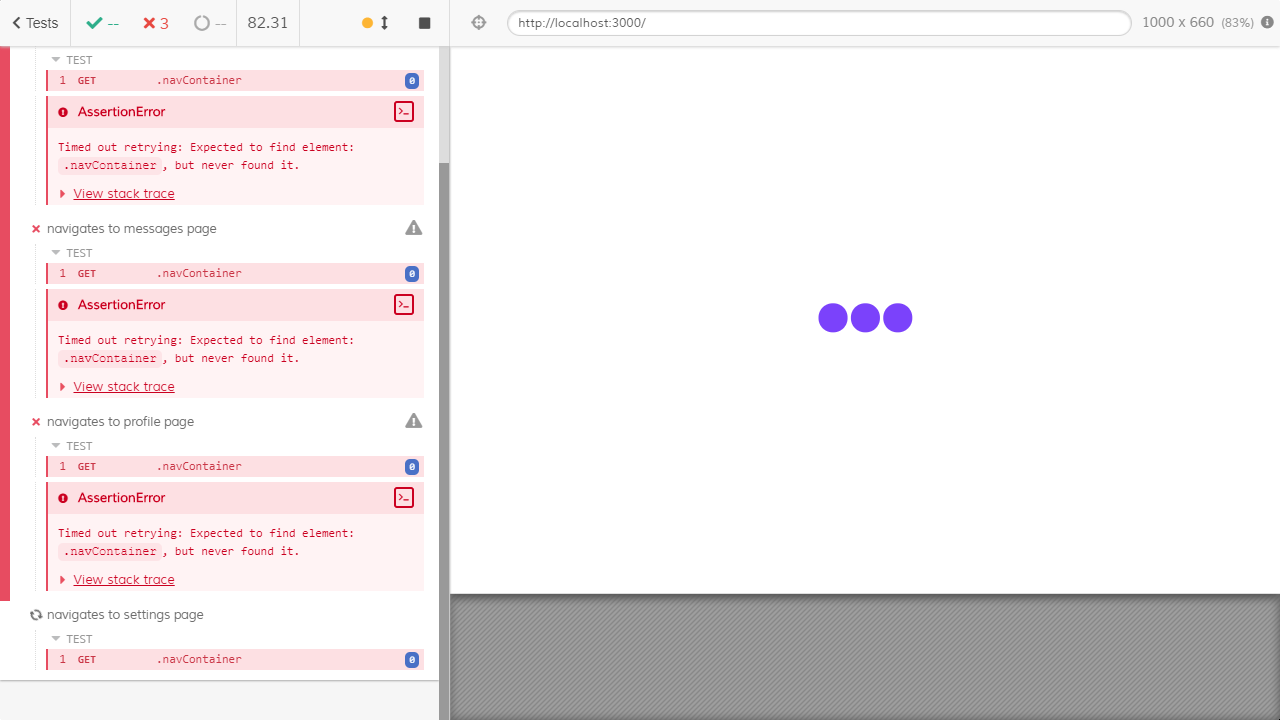 Tests -- 3 -- 82.31 http://localhost:3000/ 1000 x 660 (83%)
TEST
1 GET .navContainer 0
AssertionError
Timed out retrying: Expected to find element:
.navContainer, but never found it.
View stack trace
navigates to messages page
TEST
1 GET .navContainer 0
AssertionError
Timed out retrying: Expected to find element:
.navContainer, but never found it.
View stack trace
navigates to profile page
TEST
1 GET .navContainer 0
AssertionError
Timed out retrying: Expected to find element:
.navContainer, but never found it.
View stack trace
navigates to settings page
TEST
1 GET .navContainer 0